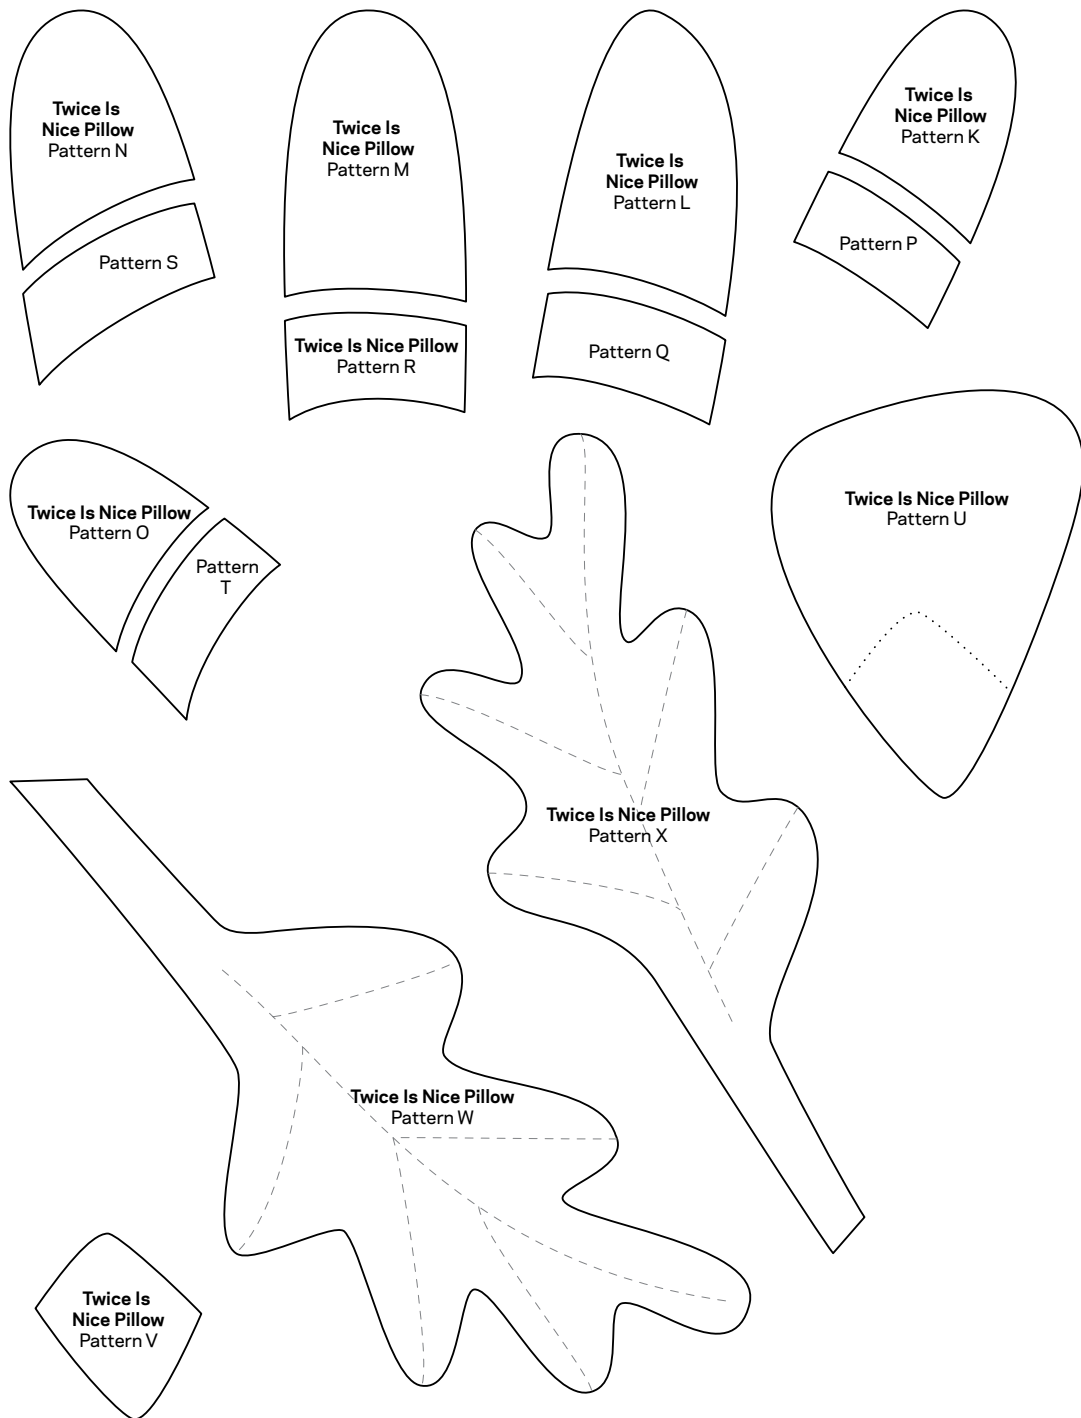 Twice Is
Nice Pillow
Pattern N
Twice Is
Nice Pillow
Pattern M
Twice Is
Nice Pillow
Pattern L
Twice Is
Nice Pillow
Pattern K
Pattern S
Twice Is Nice Pillow
Pattern R
Pattern Q
Pattern P
Twice Is Nice Pillow
Pattern O
Pattern
T
Twice Is Nice Pillow
Pattern U
Twice Is Nice Pillow
Pattern X
Twice Is Nice Pillow
Pattern W
Twice Is
Nice Pillow
Pattern V